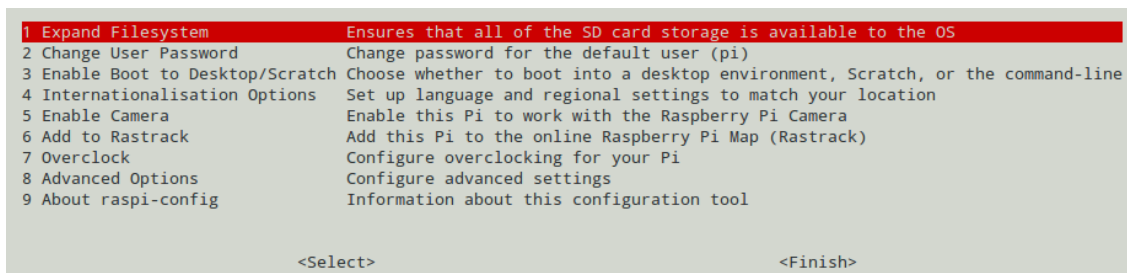 1 Expand Filesystem Ensures that all of the SD card storage is available to the OS
2 Change User Password Change password for the default user (pi)
3 Enable Boot to Desktop/Scratch Choose whether to boot into a desktop environment, Scratch, or the command-line
4 Internationalisation Options Set up language and regional settings to match your location
5 Enable Camera Enable this Pi to work with the Raspberry Pi Camera
6 Add to Rastrack Add this Pi to the online Raspberry Pi Map (Rastrack)
7 Overclock Configure overclocking for your Pi
8 Advanced Options Configure advanced settings
9 About raspi-config Information about this configuration tool
<Select> <Finish>